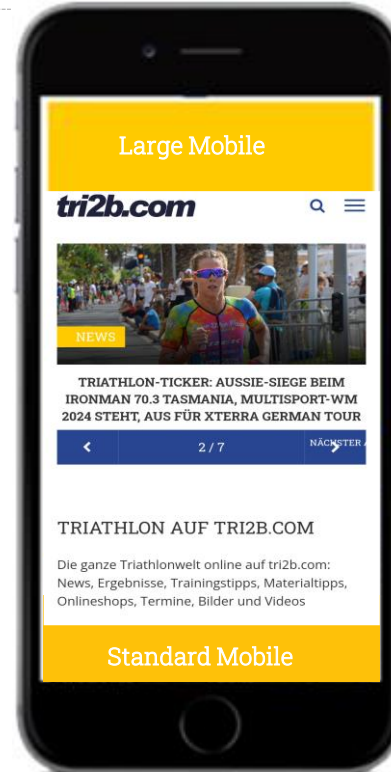 Large Mobile
tri2b.com
NEWS
TRIATHLON-TICKER: AUSSIE-SIEGE BEIM
IRONMAN 70.3 TASMANIA, MULTISPORT-WM
2024 STEHT, AUS FÜR XTERRA GERMAN TOUR
2 / 7
NÄCHSTER
TRIATHLON AUF TRI2B.COM
Die ganze Triathlonwelt online auf tri2b.com:
News, Ergebnisse, Trainingstipps, Materialtipps,
Onlineshops, Termine, Bilder und Videos
Standard Mobile